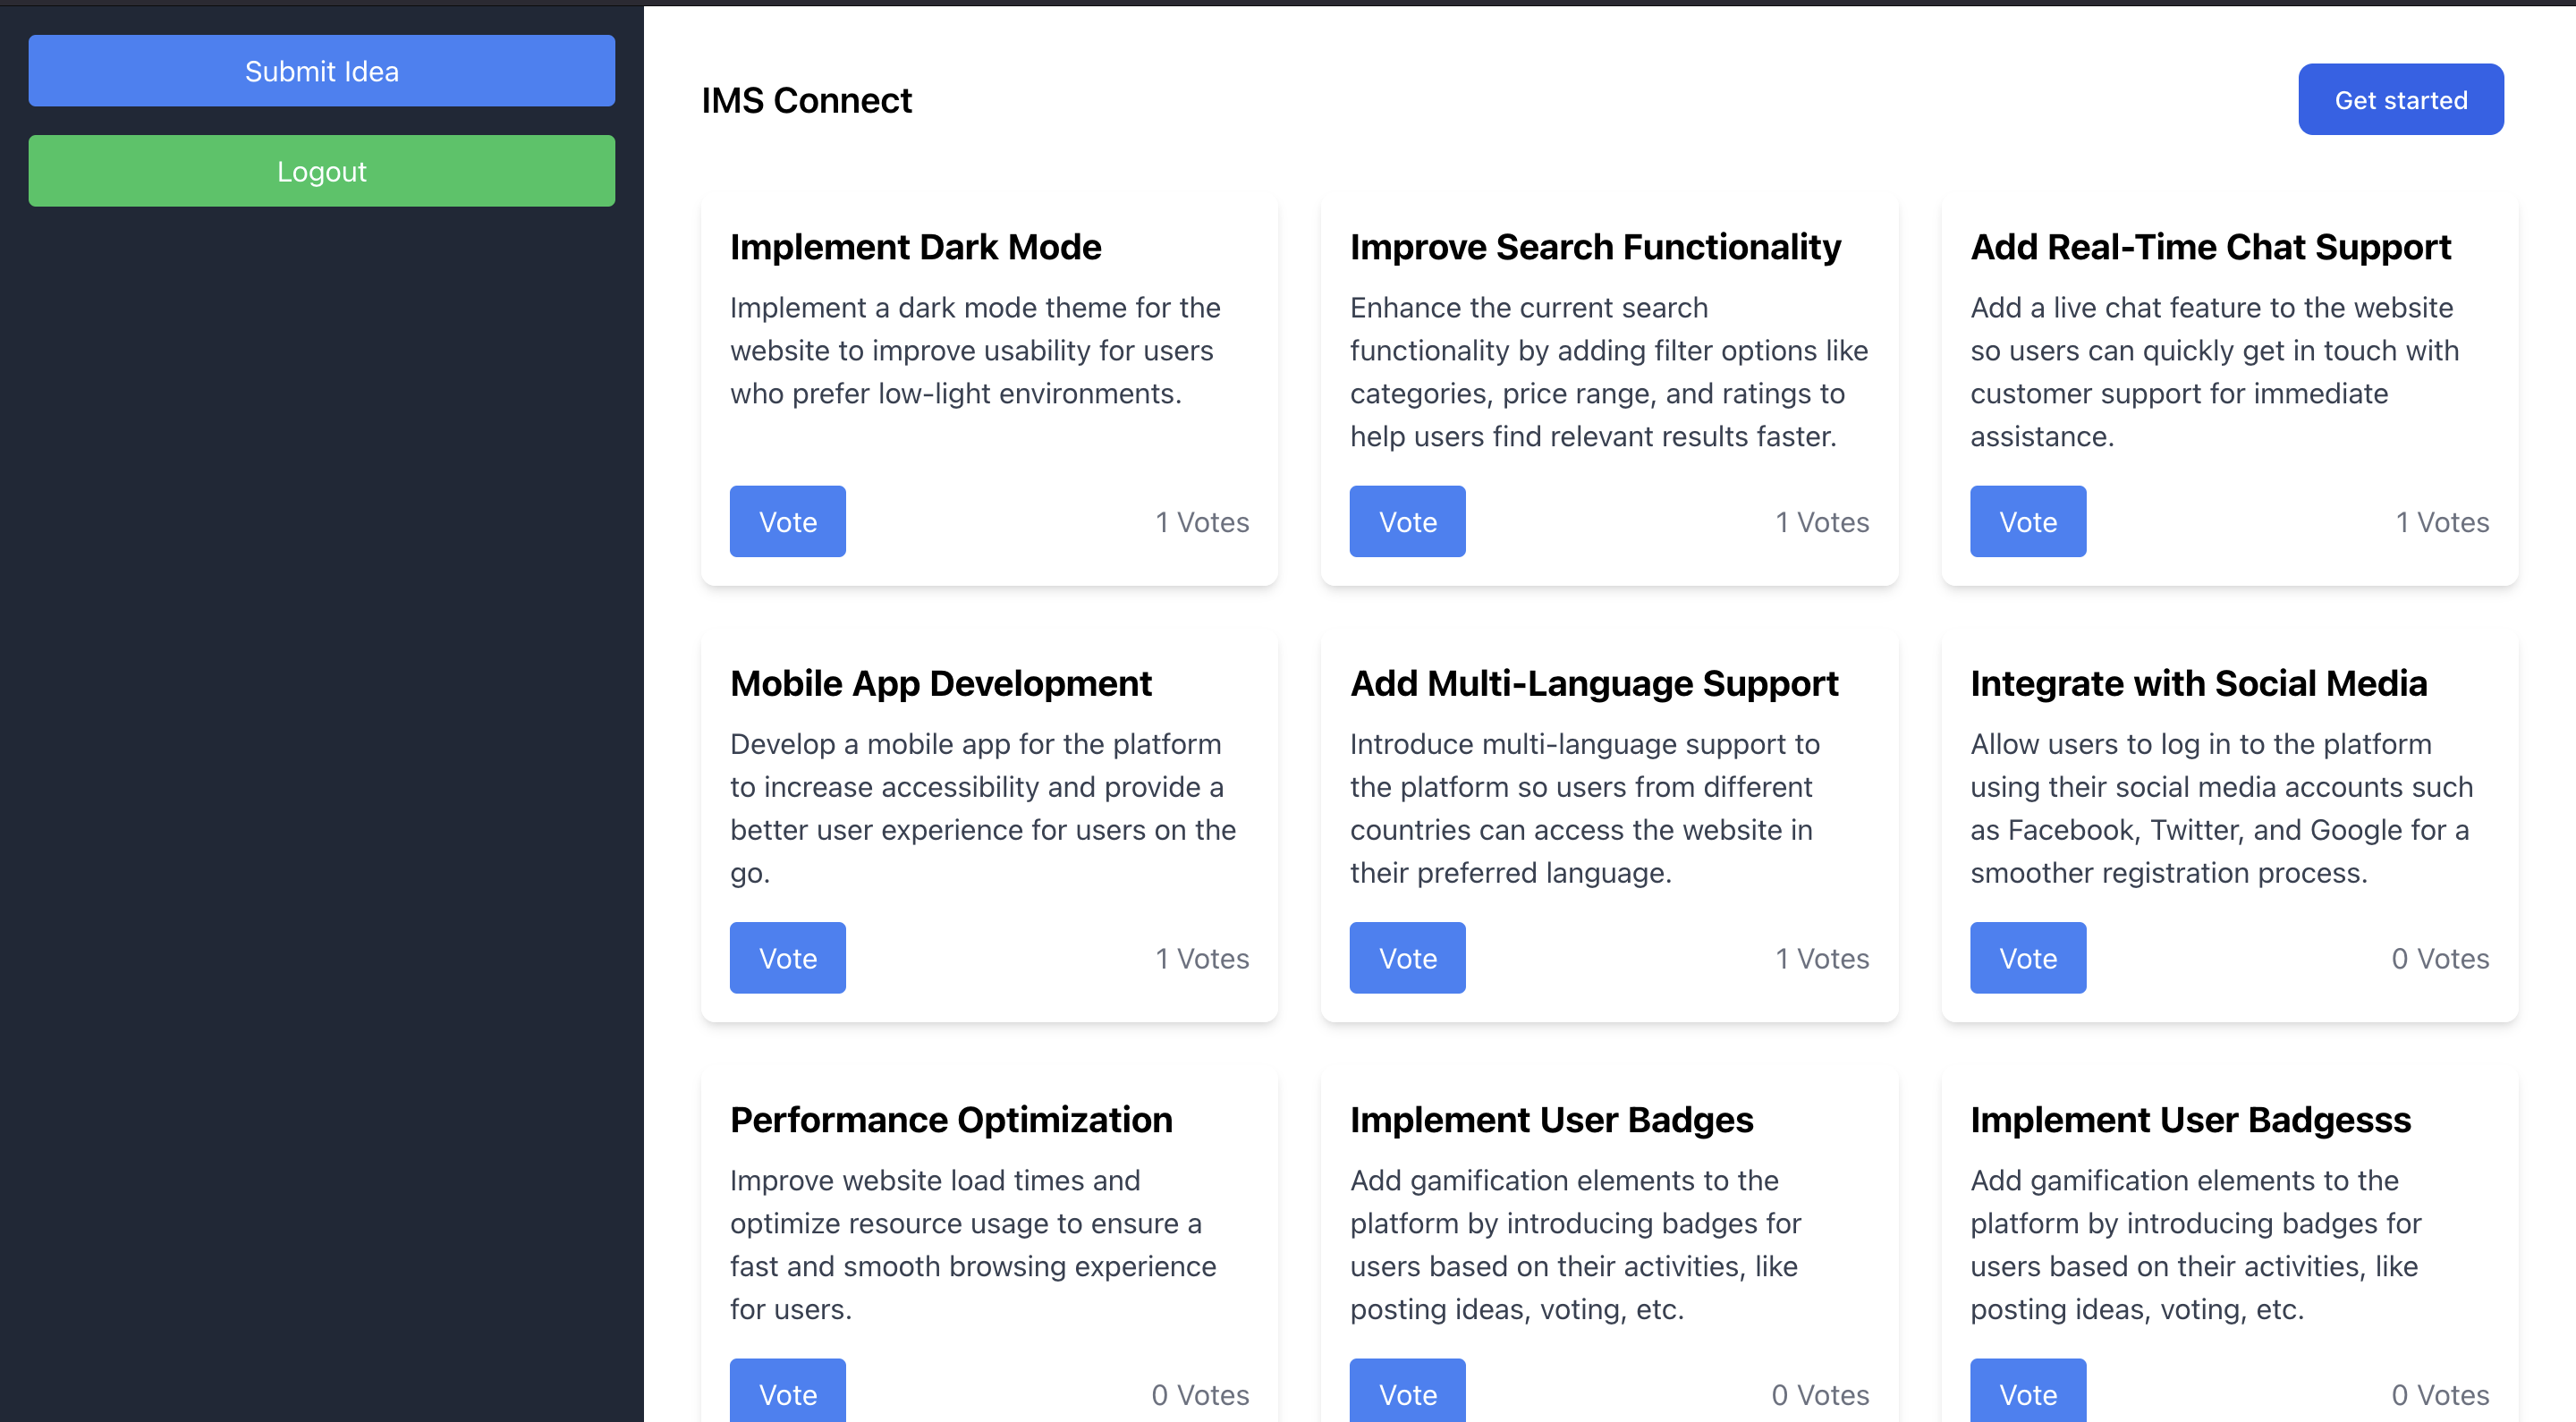 Submit Idea
Logout
IMS Connect
Get started
Implement Dark Mode
Implement a dark mode theme for the
website to improve usability for users
who prefer low-light environments.
Vote
1 Votes
Improve Search Functionality
Enhance the current search
functionality by adding filter options like
categories, price range, and ratings to
help users find relevant results faster.
Vote
1 Votes
Add Real-Time Chat Support
Add a live chat feature to the website
so users can quickly get in touch with
customer support for immediate
assistance.
Vote
1 Votes
Mobile App Development
Develop a mobile app for the platform
to increase accessibility and provide a
better user experience for users on the
go.
Vote
1 Votes
Add Multi-Language Support
Introduce multi-language support to
the platform so users from different
countries can access the website in
their preferred language.
Vote
1 Votes
Integrate with Social Media
Allow users to log in to the platform
using their social media accounts such
as Facebook, Twitter, and Google for a
smoother registration process.
Vote
0 Votes
Performance Optimization
Improve website load times and
optimize resource usage to ensure a
fast and smooth browsing experience
for users.
Vote
0 Votes
Implement User Badges
Add gamification elements to the
platform by introducing badges for
users based on their activities, like
posting ideas, voting, etc.
Vote
0 Votes
Implement User Badgesss
Add gamification elements to the
platform by introducing badges for
users based on their activities, like
posting ideas, voting, etc.
Vote
0 Votes